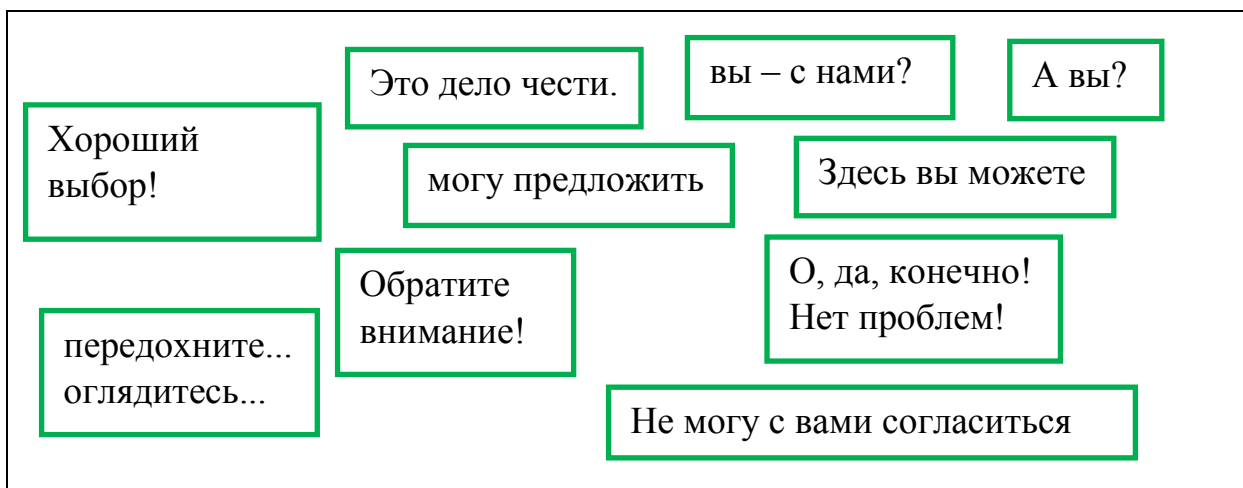 Это дело чести.
вы – с нами?
А вы?
Хороший
выбор!
могу предложить
Здесь вы можете
Обратите
внимание!
О, да, конечно!
Нет проблем!
передохните...
оглядитесь...
Не могу с вами согласиться